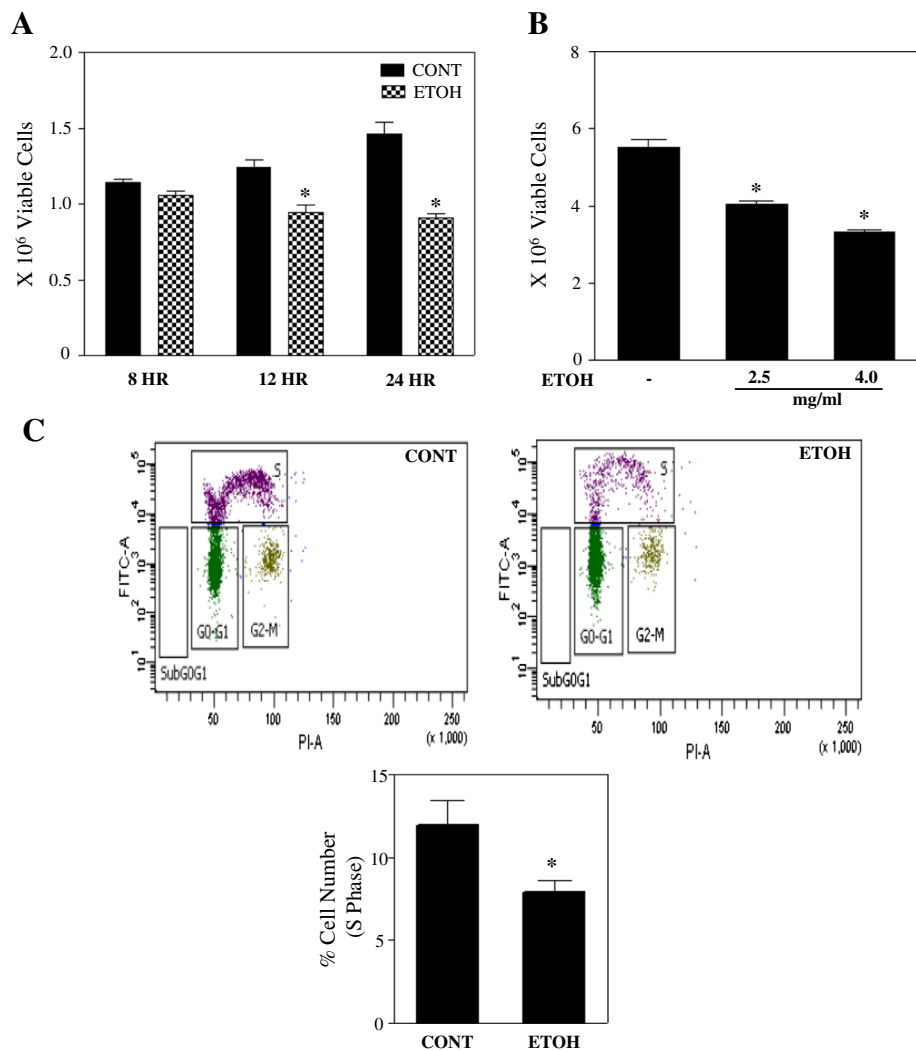 A
X 10⁶ Viable Cells
2.0
1.5
1.0
0.5
0
CONT
ETOH
*
*
8 HR
12 HR
24 HR
B
X 10⁶ Viable Cells
8
6
4
2
0
*
*
ETOH
-
2.5
4.0
mg/ml
C
CONT
FITC-A
10⁵
10⁴
10³
10²
10¹
S
G0-G1
G2-M
SubG0G1
50
100
150
200
250
(x 1,000)
PI-A
ETOH
FITC-A
10⁵
10⁴
10³
10²
10¹
S
G0-G1
G2-M
SubG0G1
50
100
150
200
250
(x 1,000)
PI-A
% Cell Number
(S Phase)
15
10
5
0
*
CONT
ETOH